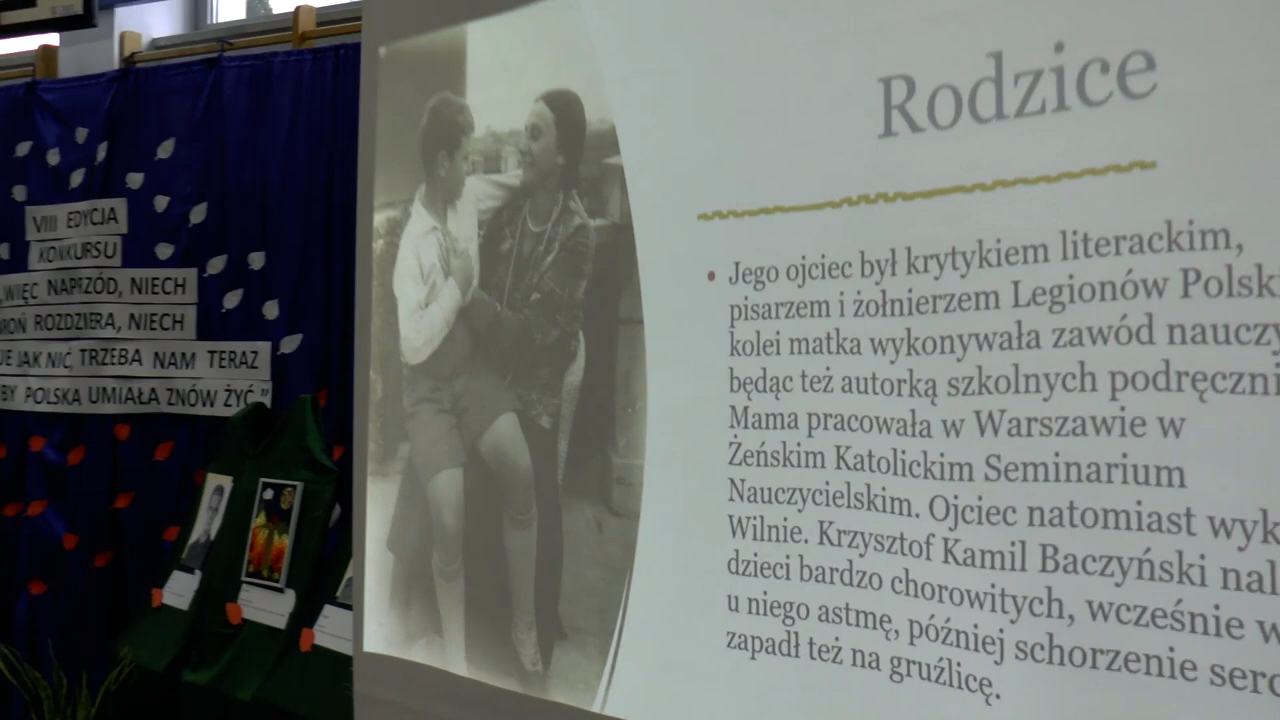 VIII EDYCJA
KONKURSU
WIĘC NAPRZÓD, NIECH
ROZDZIERA, NIECH
JAK NIĆ, TRZEBA NAM TERAZ
BY POLSKA UMIAŁA ZNÓW ŻYĆ"
Rodzice
• Jego ojciec był krytykiem literackim,
pisarzem i żołnierzem Legionów Polsk
kolei matka wykonywała zawód nauczy
będąc też autorką szkolnych podręczni
Mama pracowała w Warszawie w
Żeńskim Katolickim Seminarium
Nauczycielskim. Ojciec natomiast wyk
Wilnie. Krzysztof Kamil Baczyński nal
dzieci bardzo chorowitych, wcześnie w
u niego astmę, później schorzenie serc
zapadł też na gruźlicę.